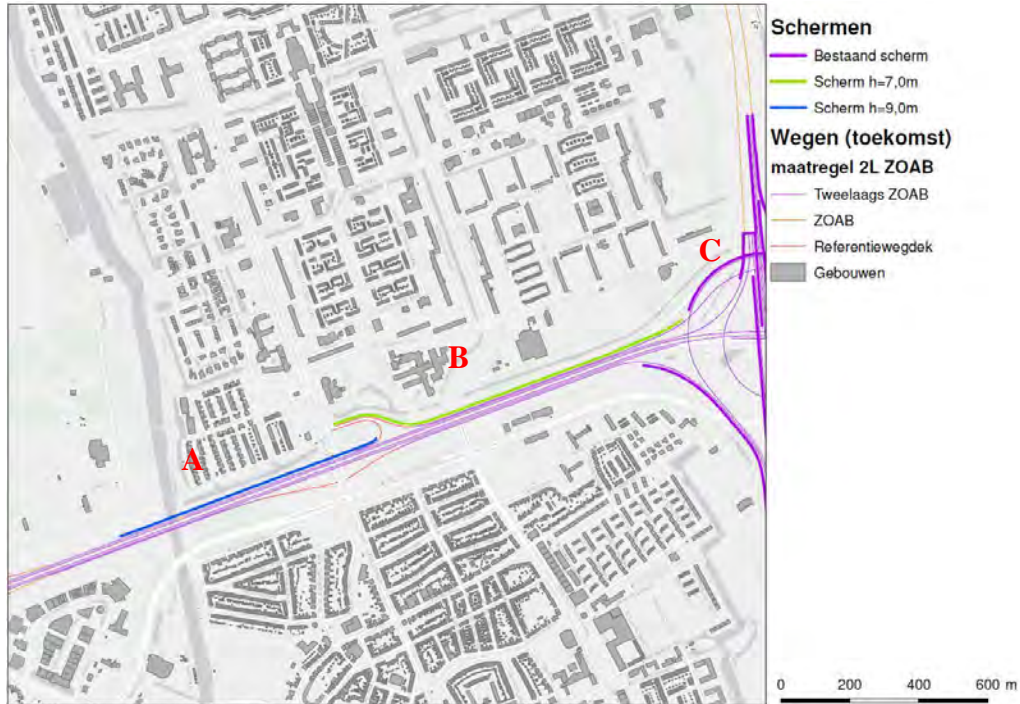 Schermen
Bestaand scherm
Scherm h=7,0m
Scherm h=9,0m
Wegen (toekomst)
maatregel 2L ZOAB
Tweelaags ZOAB
ZOAB
Referentiewegdek
Gebouwen
C
B
A
0 200 400 600 m